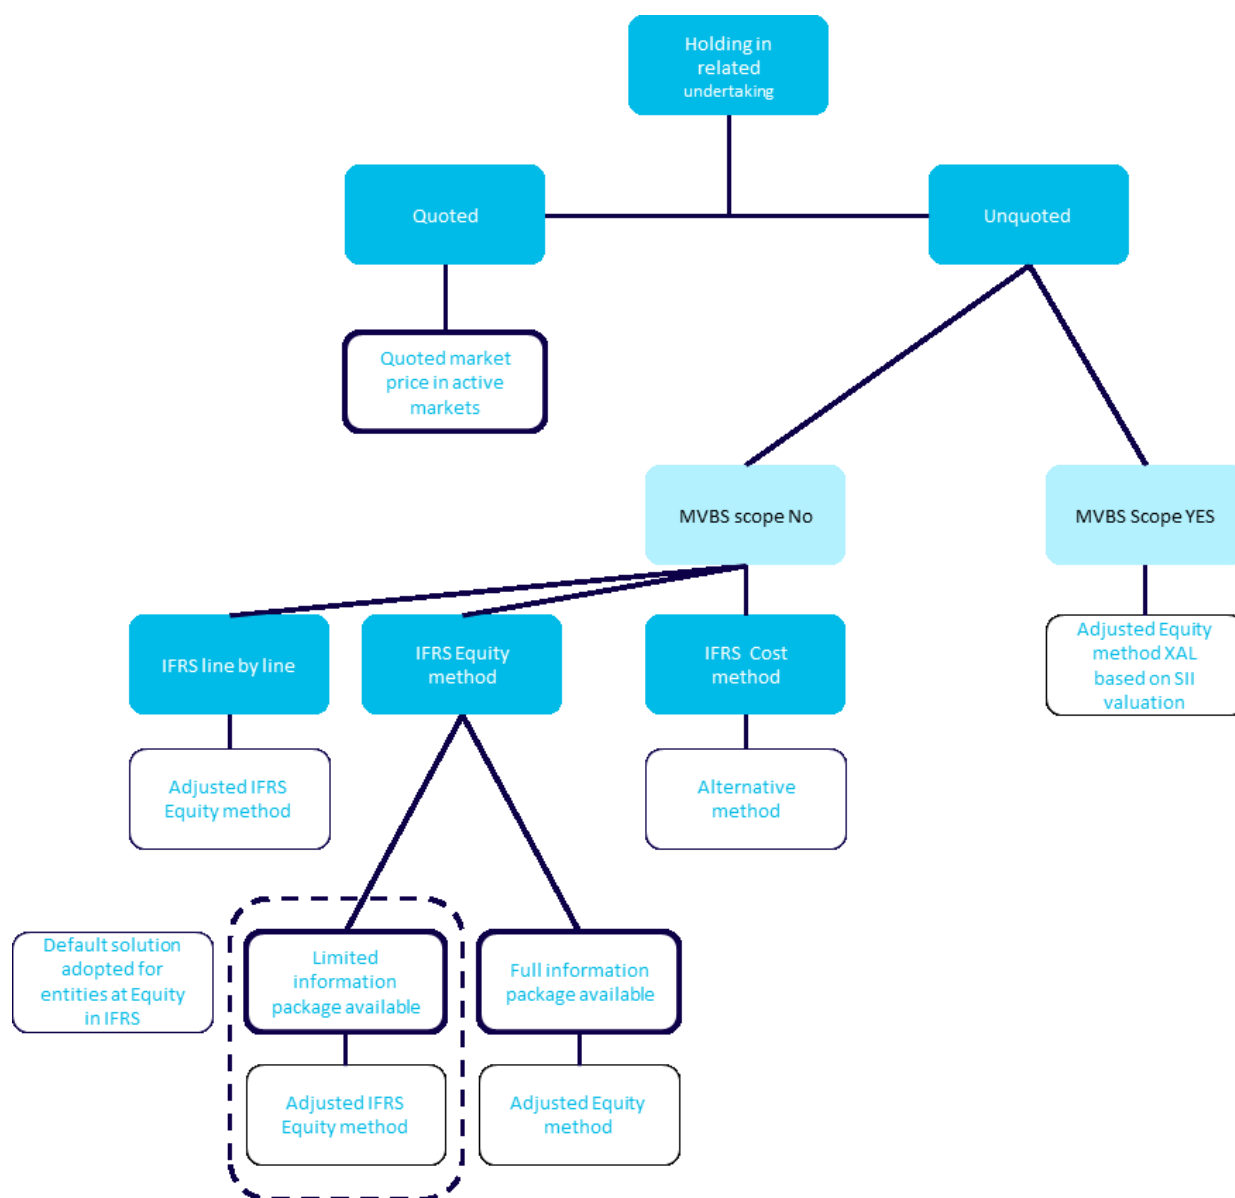 Holding in
related
undertaking
Quoted
Unquoted
Quoted market
price in active
markets
MVBS scope No
MVBS Scope YES
IFRS line by line
IFRS Equity
method
IFRS Cost
method
Adjusted Equity
method XAL
based on SII
valuation
Adjusted IFRS
Equity method
Alternative
method
Default solution
adopted for
entities at Equity
in IFRS
Limited
information
package available
Full information
package available
Adjusted IFRS
Equity method
Adjusted Equity
method